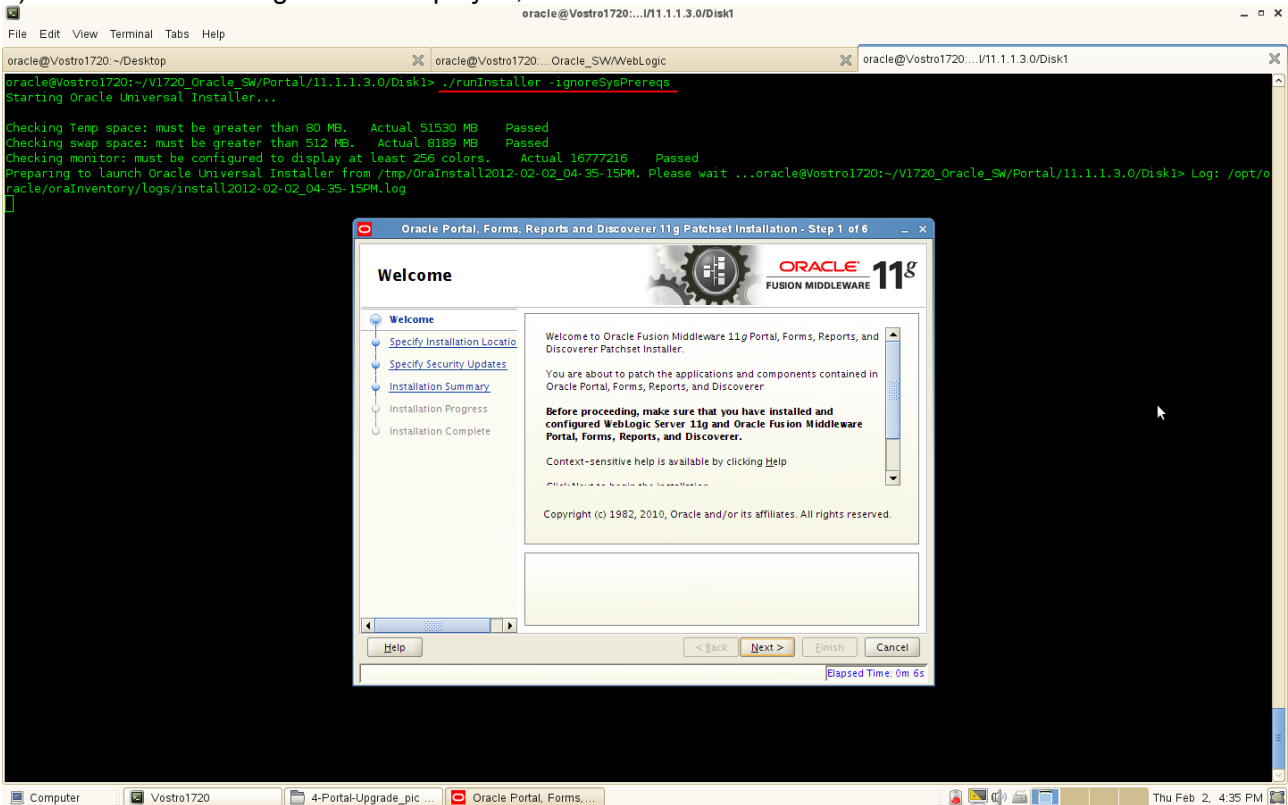 oracle@Vostro1720:...l/11.1.1.3.0/Disk1
File Edit View Terminal Tabs Help
oracle@Vostro1720:~/Desktop
oracle@Vostro1720:...Oracle_SW/WebLogic
oracle@Vostro1720:...l/11.1.1.3.0/Disk1
oracle@Vostro1720:~/V1720_Oracle_SW/Portal/11.1.1.3.0/Disk1> ./runInstaller -ignoreSysPrereqs
Starting Oracle Universal Installer...
Checking Temp space: must be greater than 80 MB.   Actual 51530 MB    Passed
Checking swap space: must be greater than 512 MB.   Actual 8189 MB    Passed
Checking monitor: must be configured to display at least 256 colors.    Actual 16777216    Passed
Preparing to launch Oracle Universal Installer from /tmp/OraInstall2012-02-02_04-35-15PM. Please wait ...oracle@Vostro1720:~/V1720_Oracle_SW/Portal/11.1.1.3.0/Disk1> Log: /opt/o
racle/oraInventory/logs/install2012-02-02_04-35-15PM.log
Oracle Portal, Forms, Reports and Discoverer 11g Patchset Installation - Step 1 of 6
Welcome
ORACLE
FUSION MIDDLEWARE
11g
Welcome
Specify Installation Locatio
Specify Security Updates
Installation Summary
Installation Progress
Installation Complete
Welcome to Oracle Fusion Middleware 11g Portal, Forms, Reports, and
Discoverer Patchset Installer.
You are about to patch the applications and components contained in
Oracle Portal, Forms, Reports, and Discoverer
Before proceeding, make sure that you have installed and
configured WebLogic Server 11g and Oracle Fusion Middleware
Portal, Forms, Reports, and Discoverer.
Context-sensitive help is available by clicking Help
Click Next to begin the installation
Copyright (c) 1982, 2010, Oracle and/or its affiliates. All rights reserved.
Help
< Back
Next >
Finish
Cancel
Elapsed Time: 0m 6s
Computer
Vostro1720
4-Portal-Upgrade_pic ...
Oracle Portal, Forms,...
Thu Feb 2, 4:35 PM